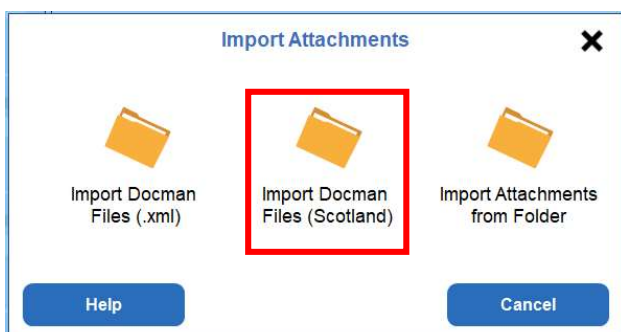 Import Attachments
Import Docman
Files (.xml)
Import Docman
Files (Scotland)
Import Attachments
from Folder
Help
Cancel